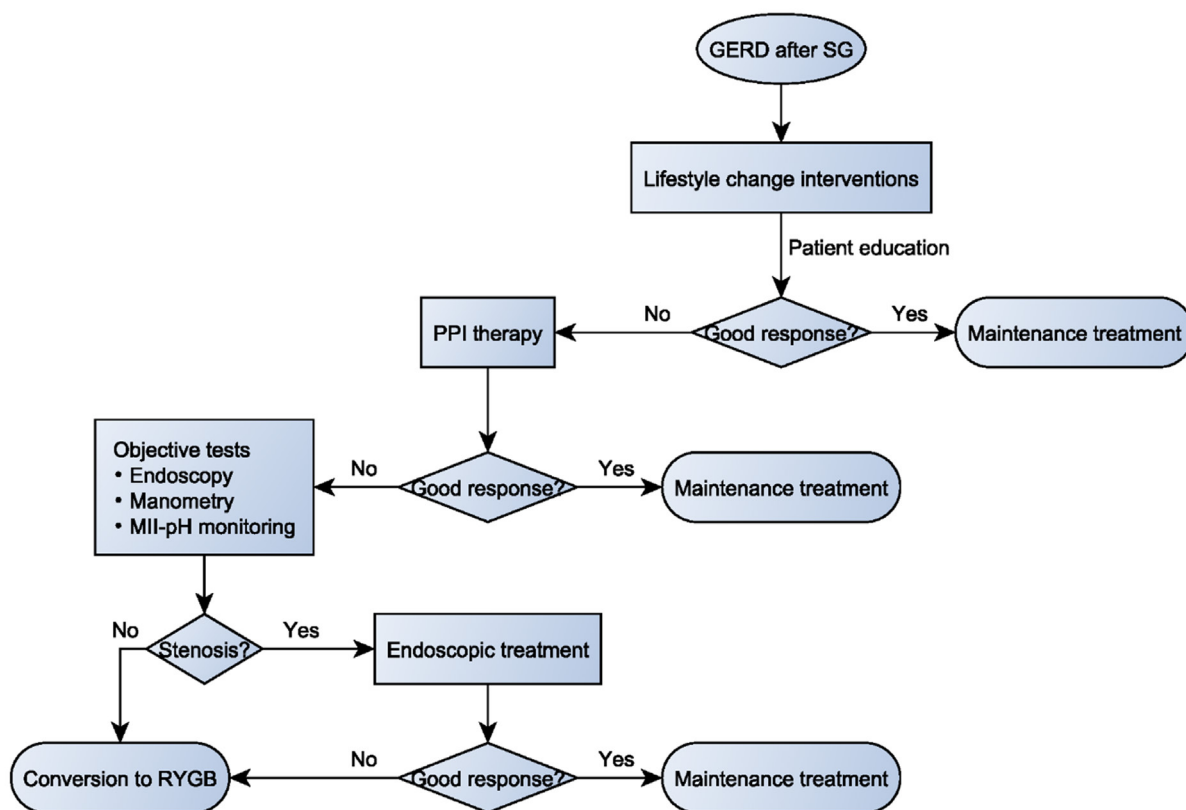 GERD after SG
Lifestyle change interventions
Patient education
PPI therapy
No
Good response?
Yes
Maintenance treatment
Objective tests
• Endoscopy
• Manometry
• MII-pH monitoring
No
Good response?
Yes
Maintenance treatment
No
Stenosis?
Yes
Endoscopic treatment
Conversion to RYGB
No
Good response?
Yes
Maintenance treatment